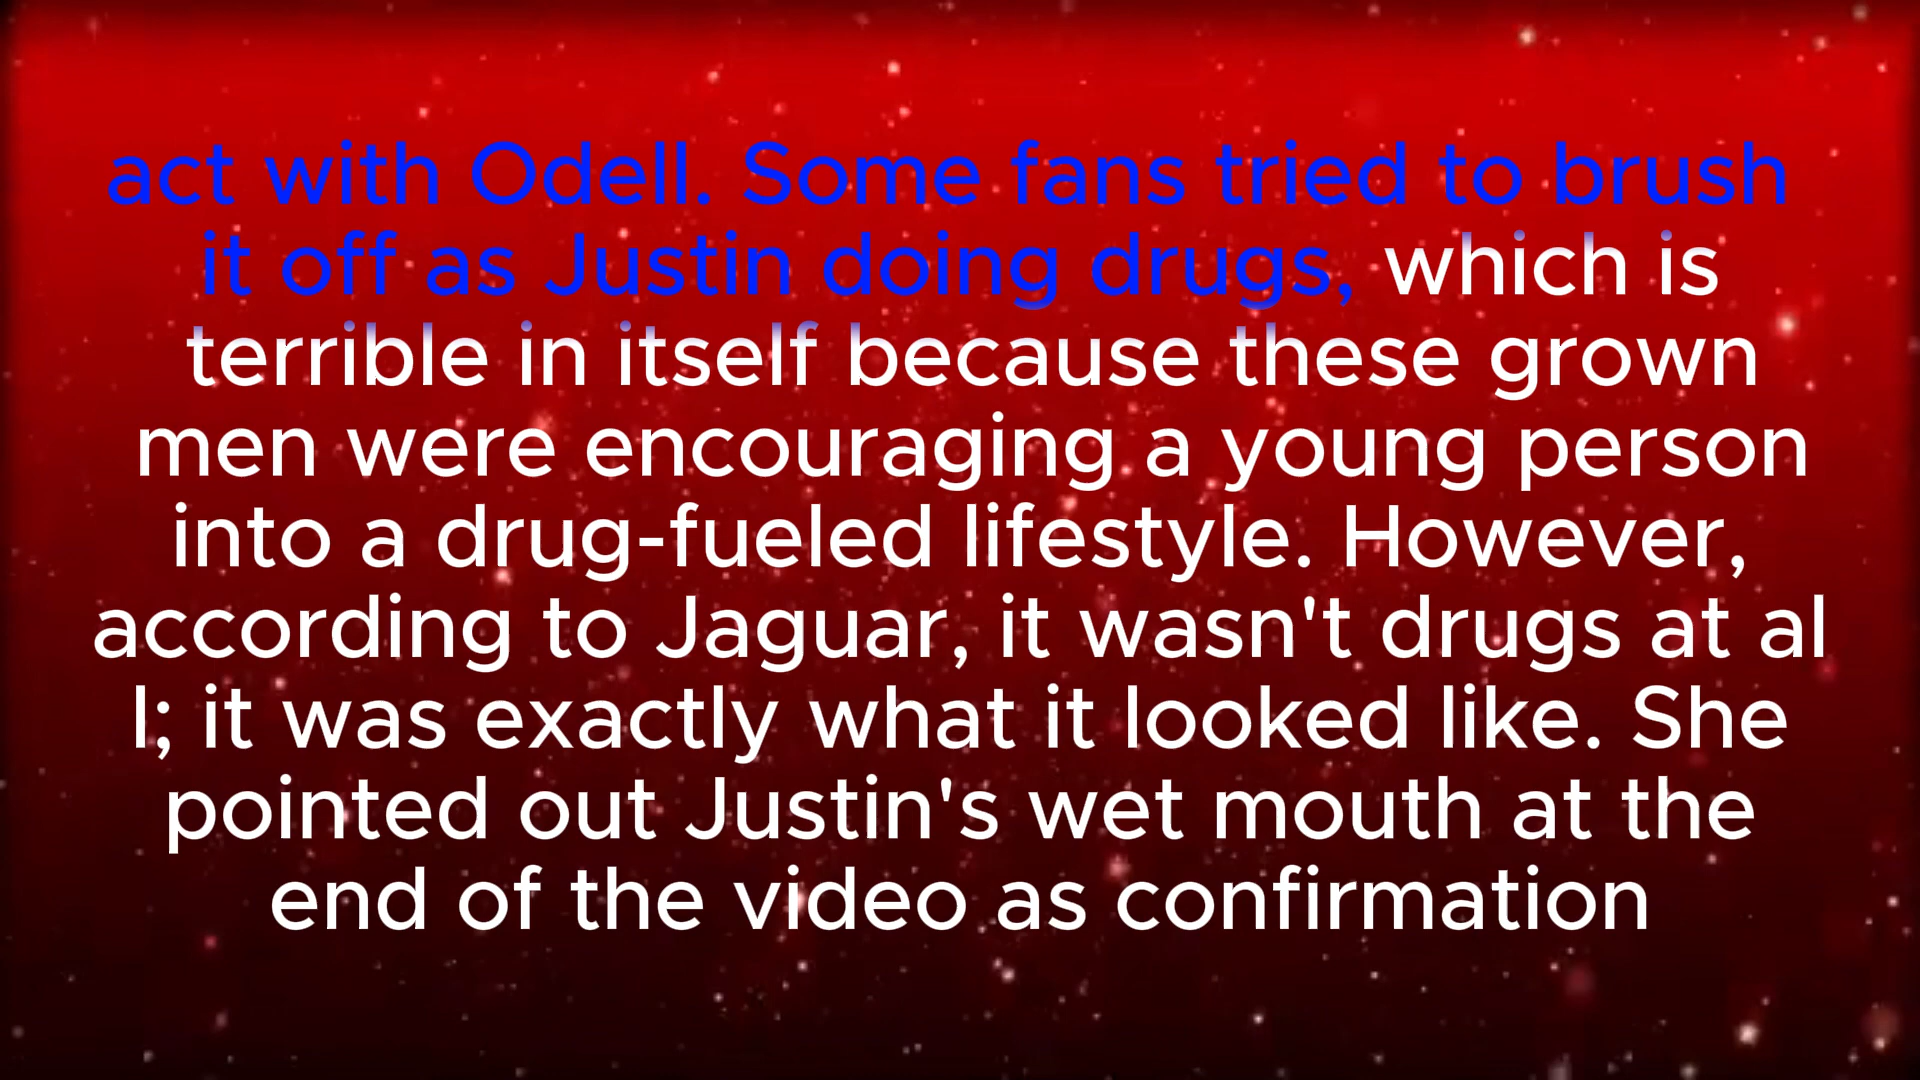 act with Odell. Some fans tried to brush
it off as Justin doing drugs, which is
terrible in itself because these grown
men were encouraging a young person
into a drug-fueled lifestyle. However,
according to Jaguar, it wasn't drugs at al
l; it was exactly what it looked like. She
pointed out Justin's wet mouth at the
end of the video as confirmation